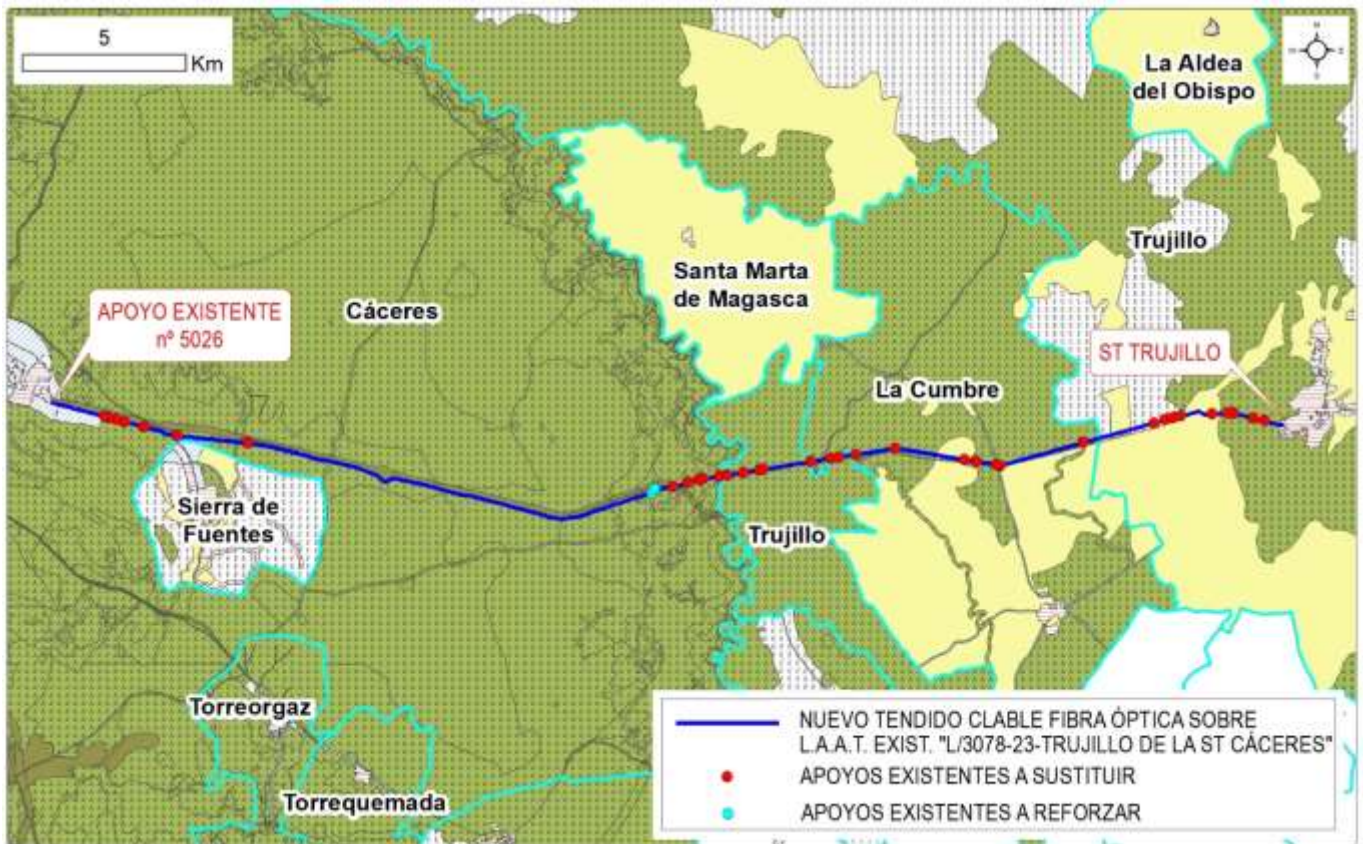 5
Km
La Aldea
del Obispo
Trujillo
Santa Marta
de Magasca
Cáceres
APOYO EXISTENTE
nº 5026
ST TRUJILLO
La Cumbre
Sierra de
Fuentes
Trujillo
Torreorgaz
Torrequemada
NUEVO TENDIDO CLABLE FIBRA ÓPTICA SOBRE
L.A.A.T. EXIST. "L/3078-23-TRUJILLO DE LA ST CÁCERES"
APOYOS EXISTENTES A SUSTITUIR
APOYOS EXISTENTES A REFORZAR